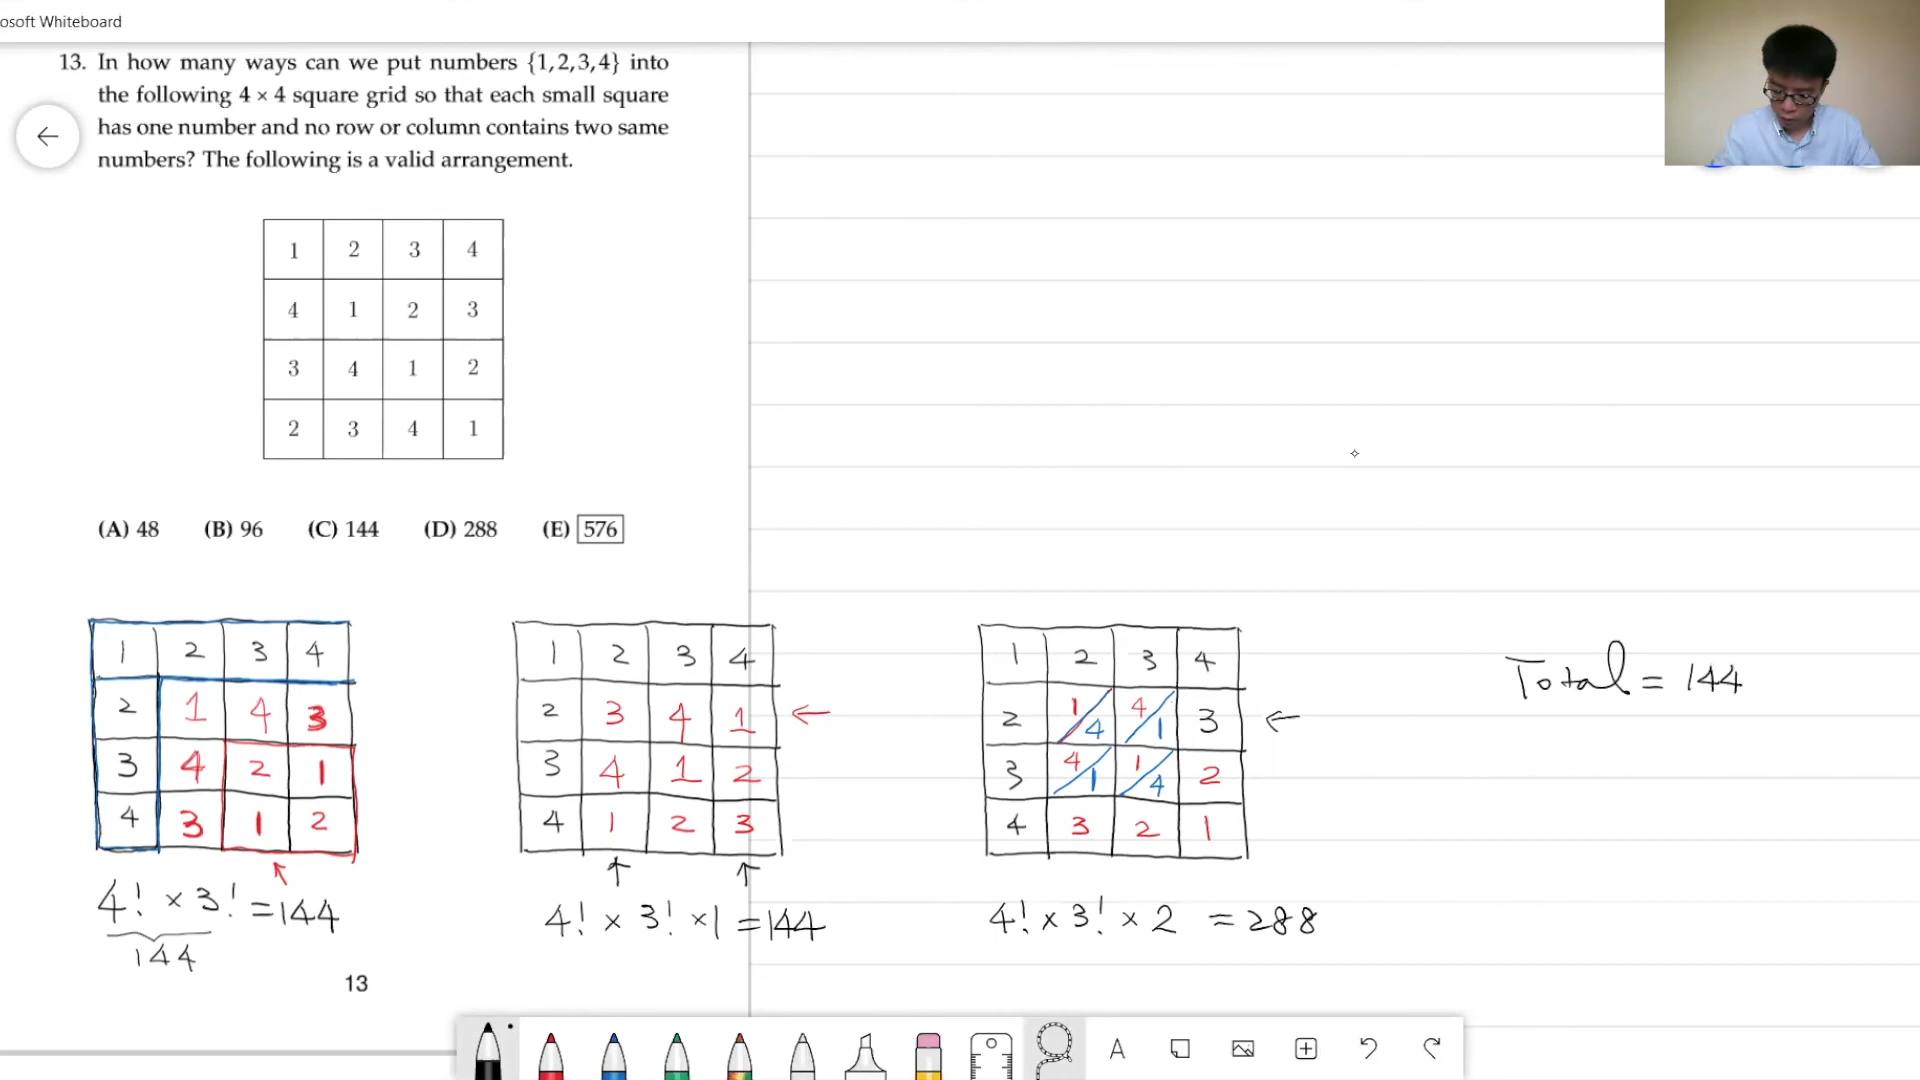 osoft Whiteboard
13. In how many ways can we put numbers {1,2,3,4} into
the following 4 × 4 square grid so that each small square
has one number and no row or column contains two same
numbers? The following is a valid arrangement.
1 2 3 4
4 1 2 3
3 4 1 2
2 3 4 1
(A) 48 (B) 96 (C) 144 (D) 288 (E) 576
1 2 3 4
2 1 4 3
3 4 2 1
4 3 1 2
4! × 3! = 144
144
1 2 3 4
2 3 4 1
3 4 1 2
4 1 2 3
4! × 3! × 1 = 144
1 2 3 4
2 1/4 4/1 3
3 4/1 1/4 2
4 3 2 1
4! × 3! × 2 = 288
Total = 144
13
A